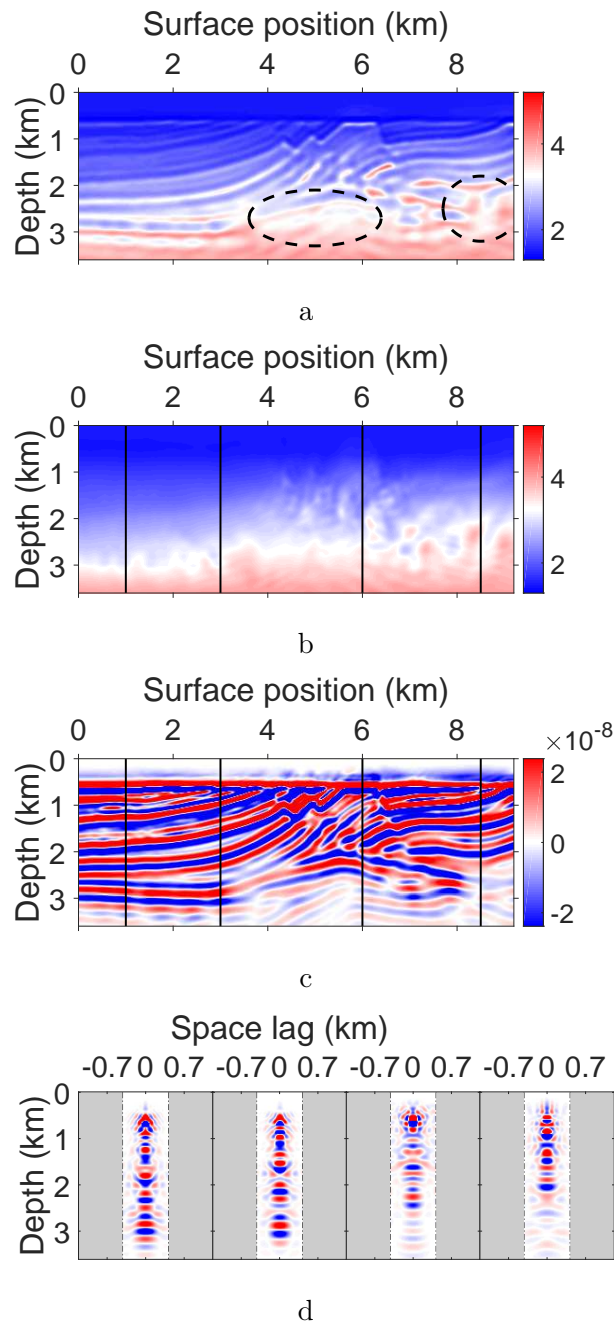 Surface position (km)
0 2 4 6 8
Depth (km)
0
1
2
3
4
2
a
Surface position (km)
0 2 4 6 8
Depth (km)
0
1
2
3
4
2
b
Surface position (km)
0 2 4 6 8
×10⁻⁸
Depth (km)
0
1
2
3
2
0
-2
c
Space lag (km)
-0.7 0 0.7 -0.7 0 0.7 -0.7 0 0.7 -0.7 0 0.7
Depth (km)
0
1
2
3
d